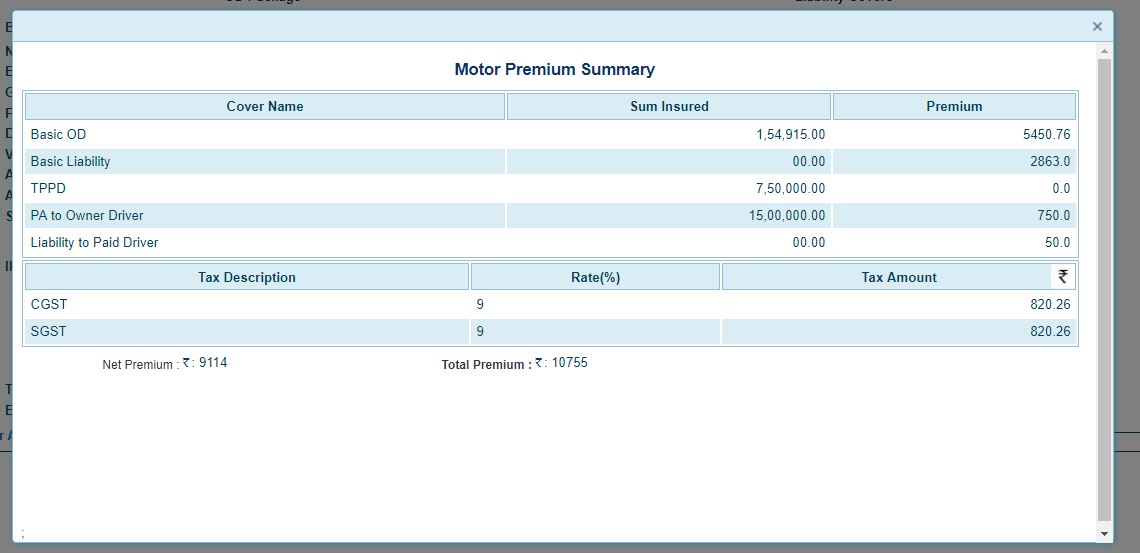 ×
Motor Premium Summary
Cover Name Sum Insured Premium
Basic OD 1,54,915.00 5450.76
Basic Liability 00.00 2863.0
TPPD 7,50,000.00 0.0
PA to Owner Driver 15,00,000.00 750.0
Liability to Paid Driver 00.00 50.0
Tax Description Rate(%) Tax Amount ₹
CGST 9 820.26
SGST 9 820.26
Net Premium : ₹ : 9114 Total Premium : ₹ : 10755
;